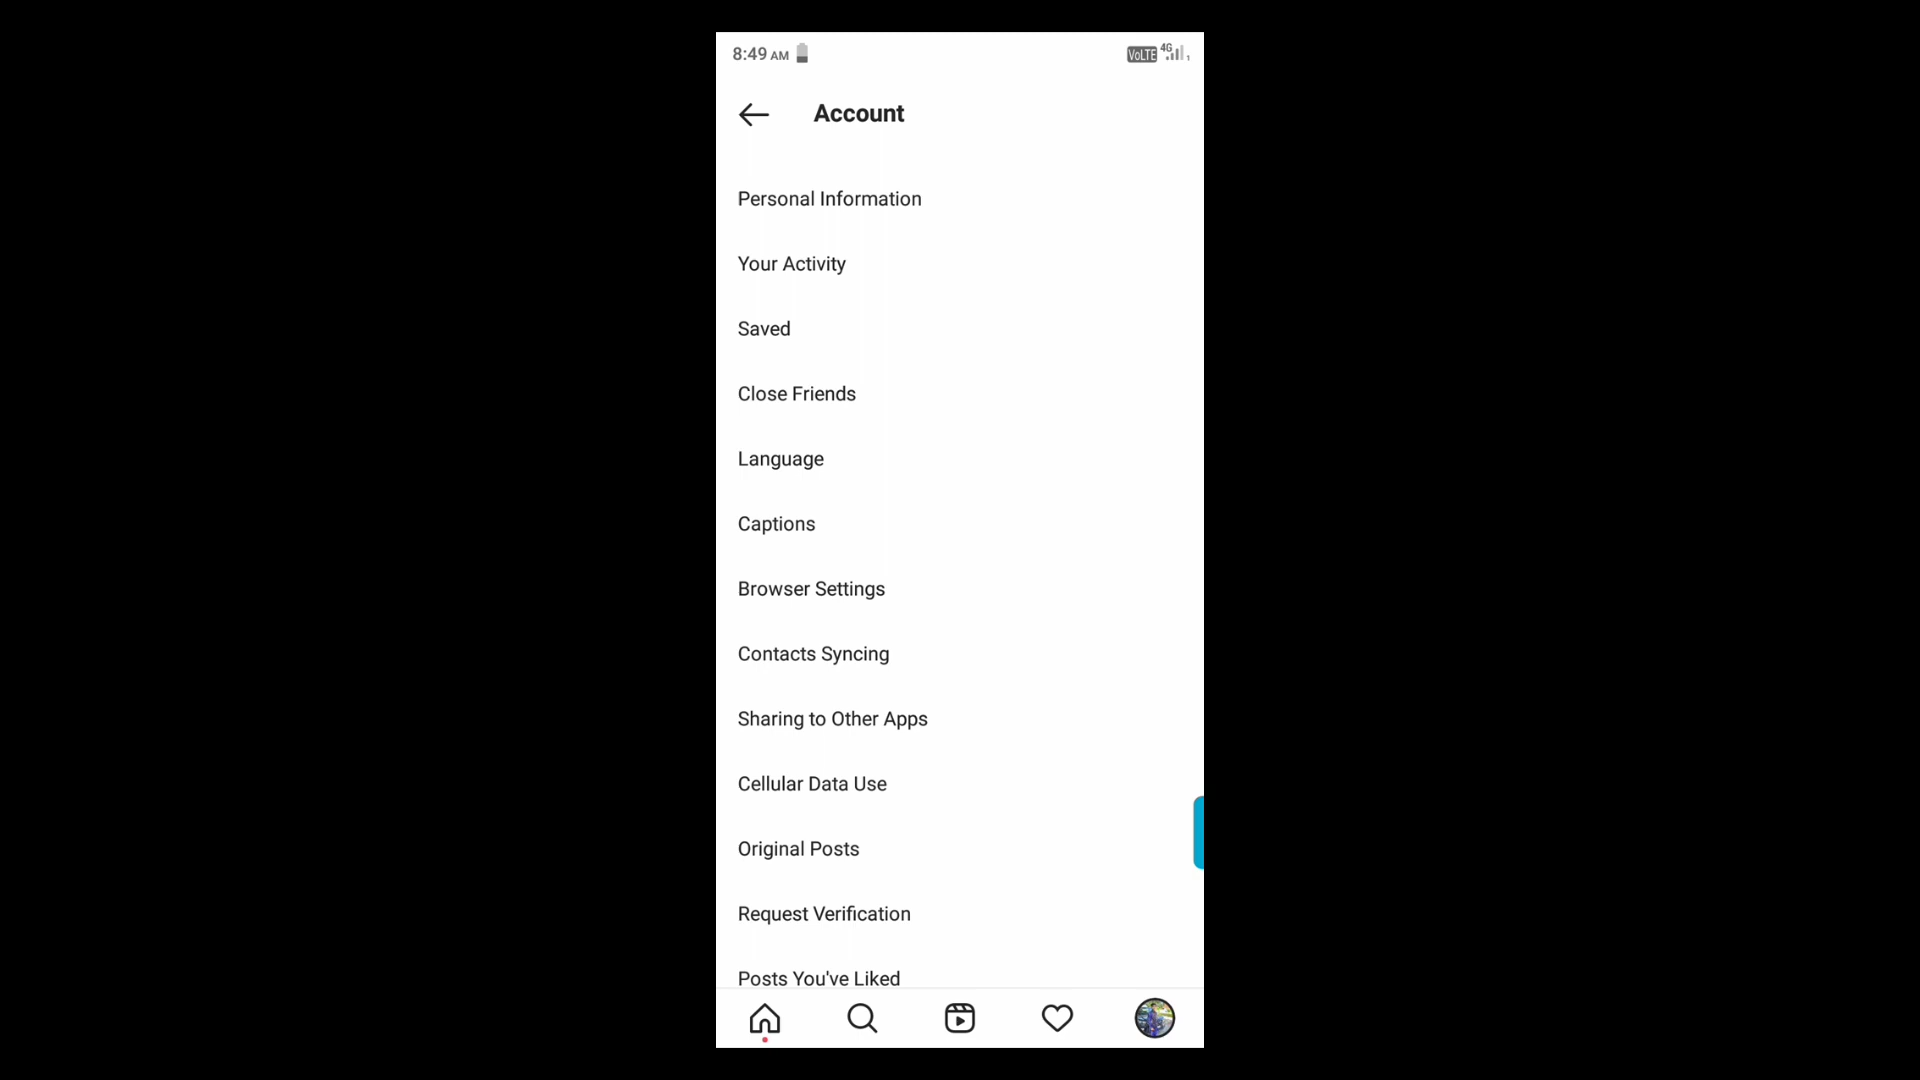 8:49 AM
VoLTE 4G 1
Account
Personal Information
Your Activity
Saved
Close Friends
Language
Captions
Browser Settings
Contacts Syncing
Sharing to Other Apps
Cellular Data Use
Original Posts
Request Verification
Posts You've Liked